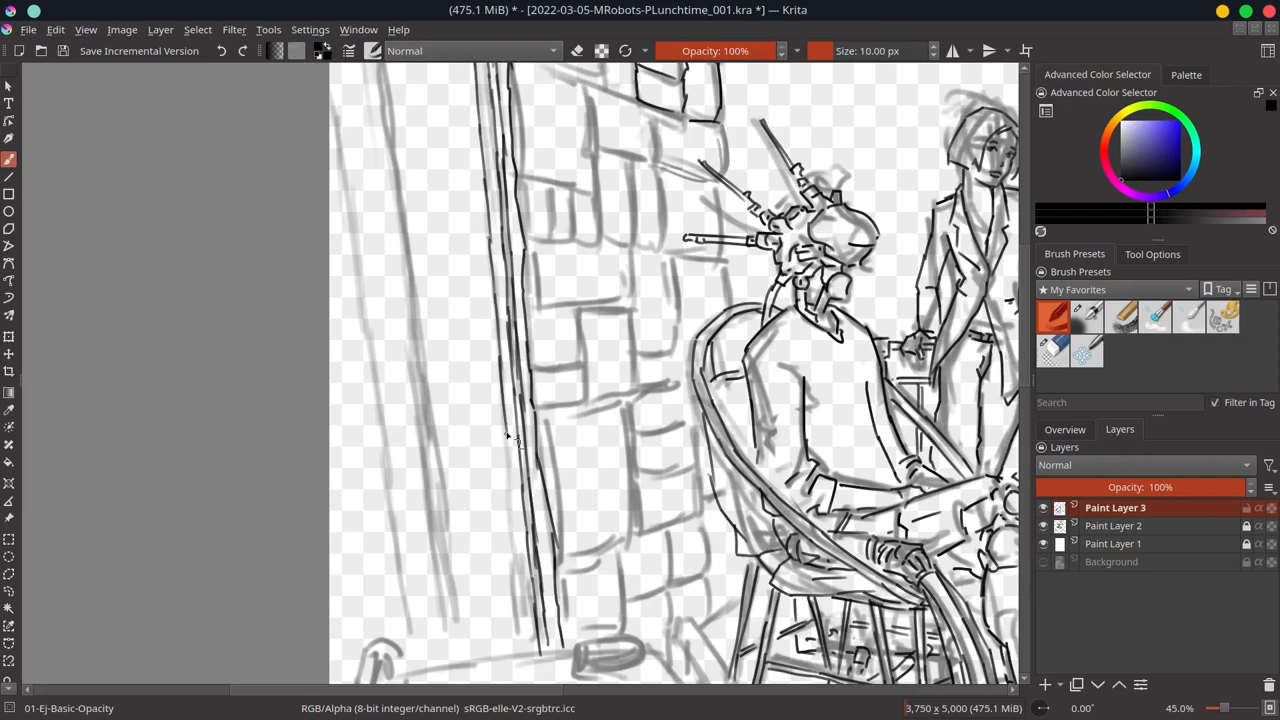 (475.1 MiB) * - [2022-03-05-MRobots-PLunchtime_001.kra *] — Krita
File Edit View Image Layer Select Filter Tools Settings Window Help
Save Incremental Version Normal Opacity: 100% Size: 10.00 px
Advanced Color Selector Palette
Advanced Color Selector
Brush Presets Tool Options
Brush Presets
★ My Favorites Tag
Search Filter in Tag
Overview Layers
Layers
Normal
Opacity: 100%
Paint Layer 3
Paint Layer 2
Paint Layer 1
Background
01-Ej-Basic-Opacity RGB/Alpha (8-bit integer/channel) sRGB-elle-V2-srgbtrc.icc 3,750 x 5,000 (475.1 MiB) 0.00° 45.0%